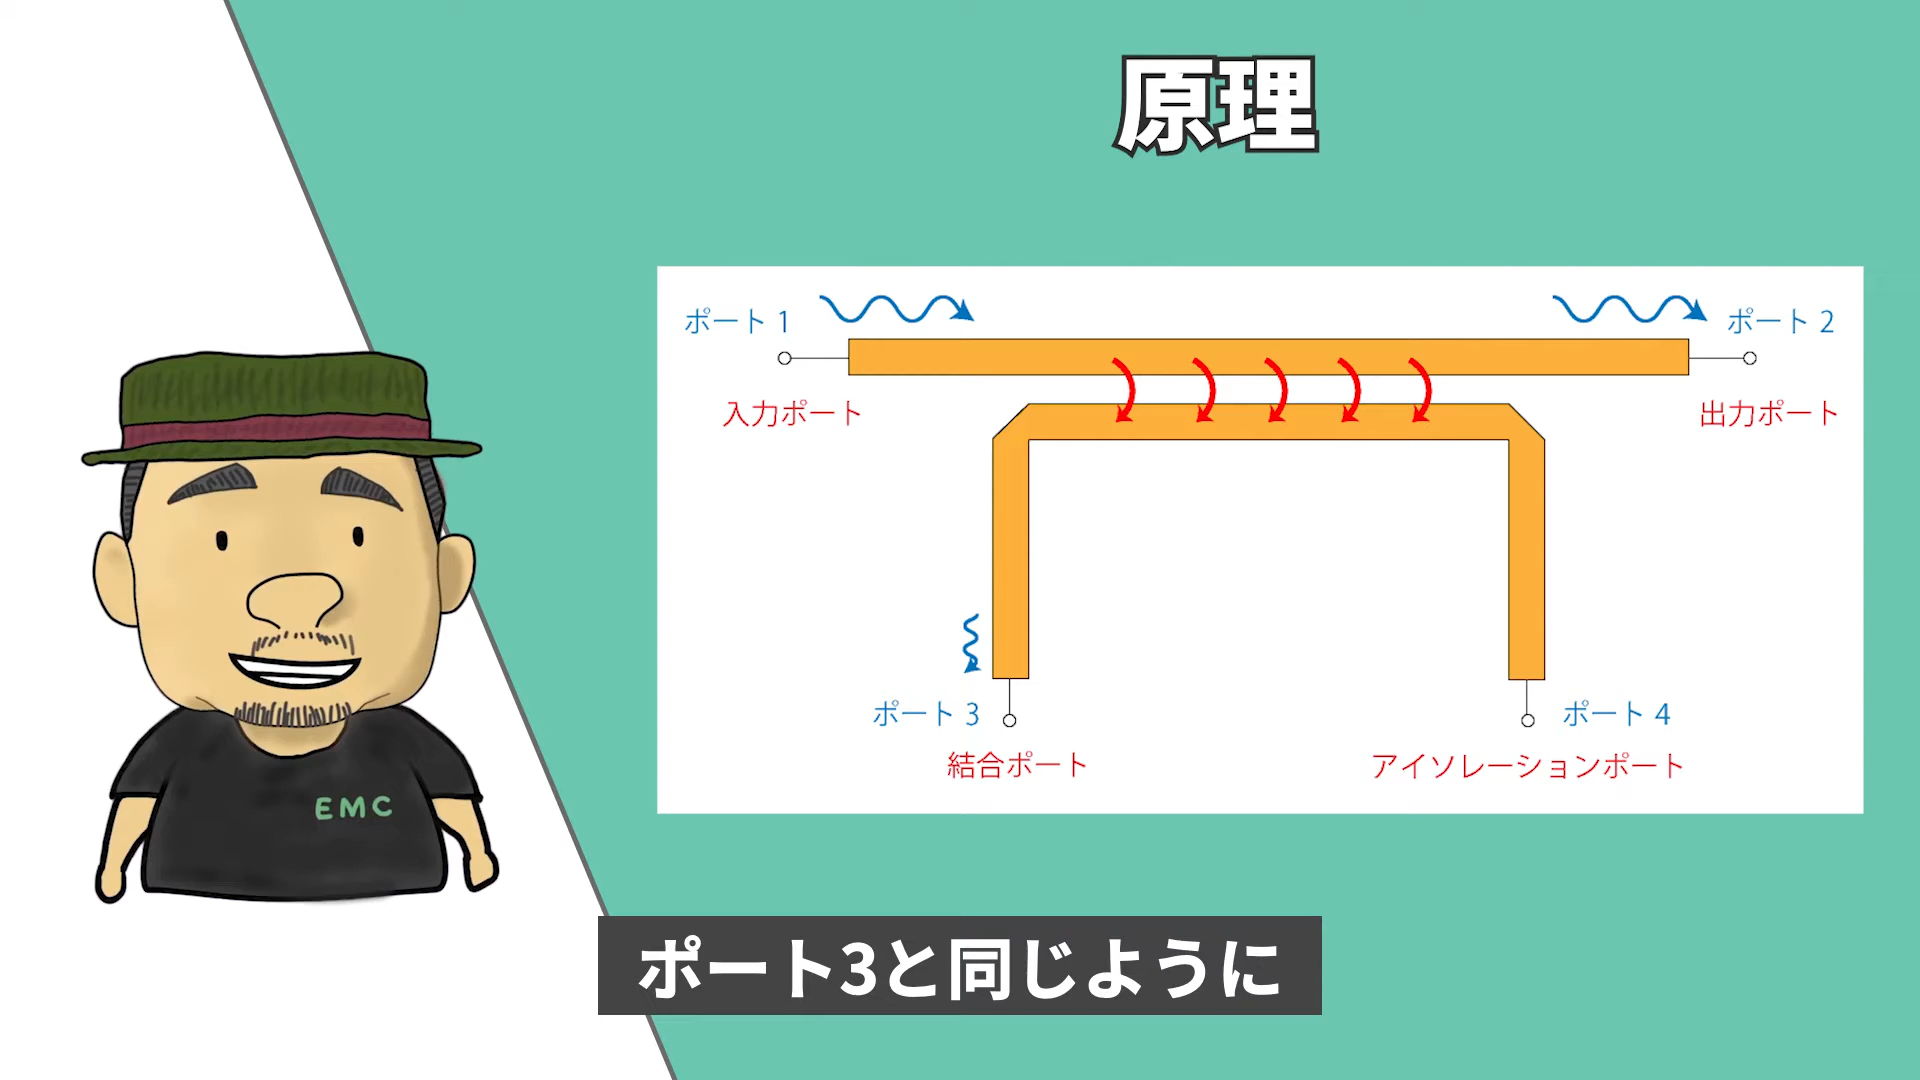 原理
ポート 1
ポート 2
入力ポート
出力ポート
ポート 3
ポート 4
結合ポート
アイソレーションポート
EMC
ポート3と同じように